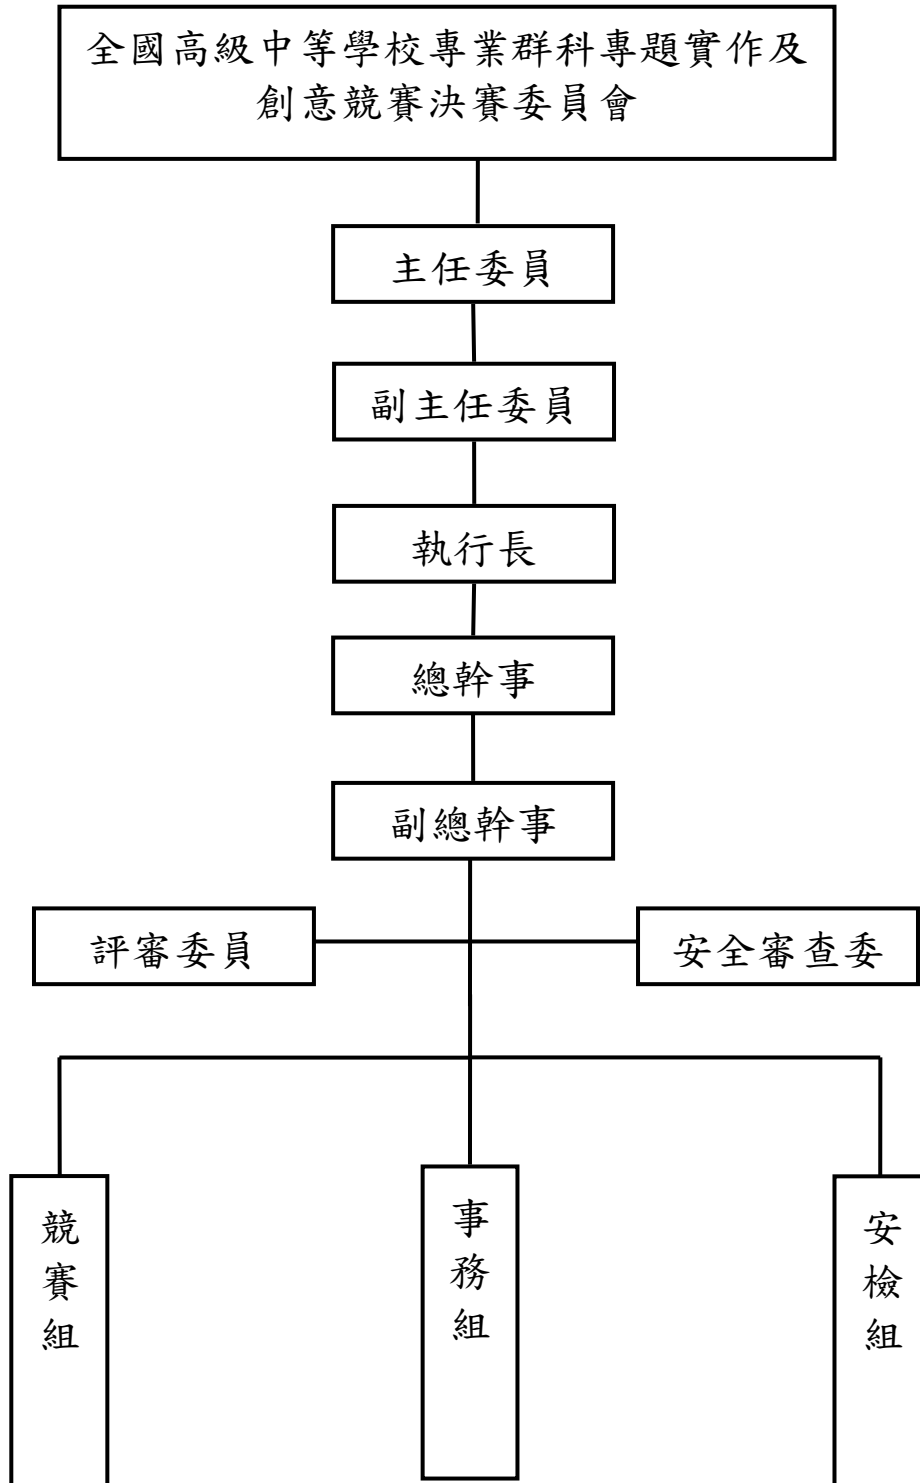 全國高級中等學校專業群科專題實作及
創意競賽決賽委員會
主任委員
副主任委員
執行長
總幹事
副總幹事
評審委員
安全審查委
競賽組
事務組
安檢組